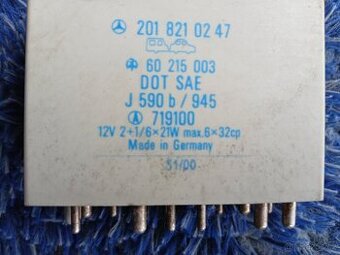 201 821 02 47
60 215 003
DOT SAE
J 590 b / 945
A 719100
12V 2+1/6×21W max.6×32cp
Made in Germany
51/00